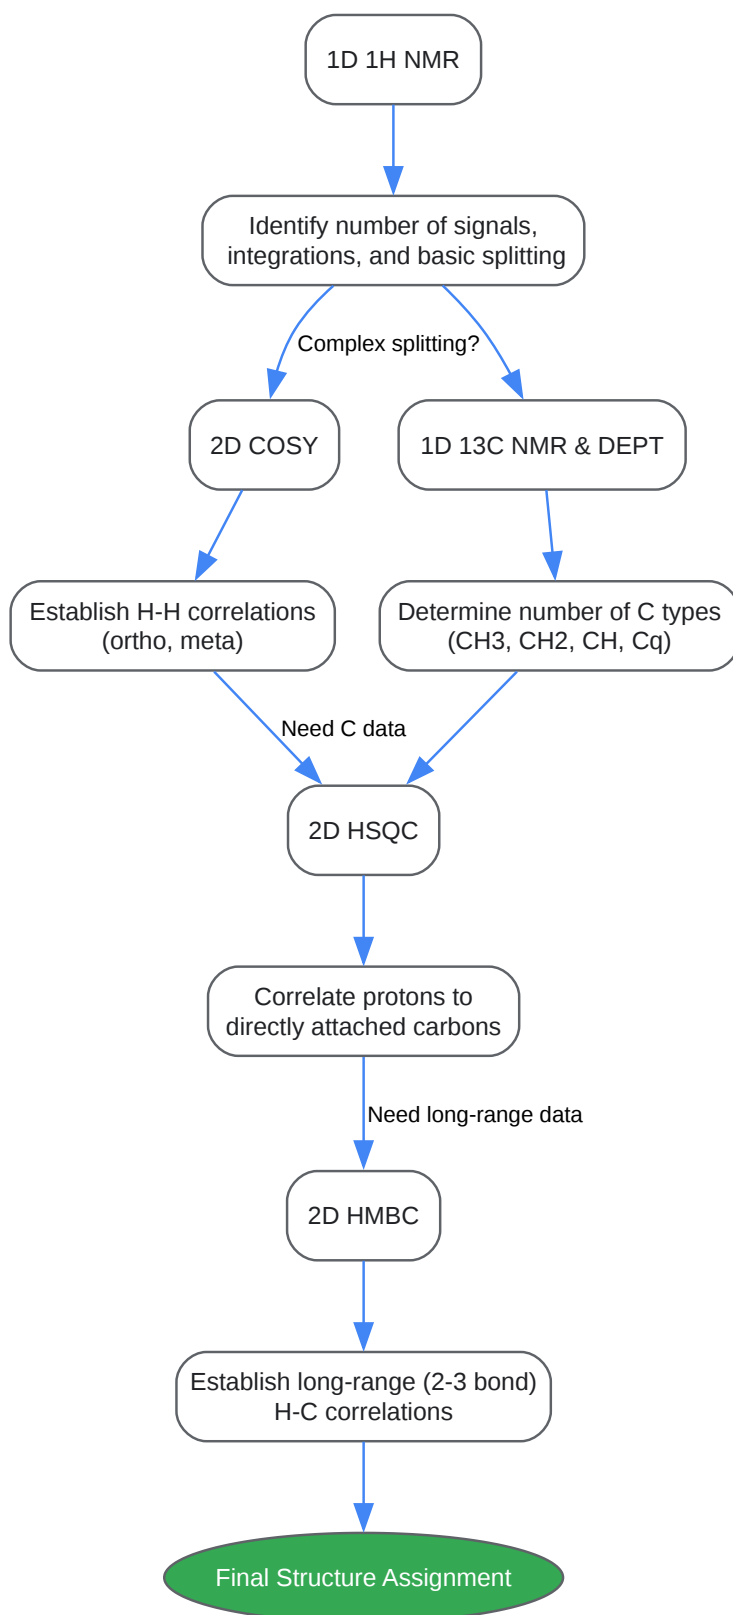 1D 1H NMR
Identify number of signals,
integrations, and basic splitting
Complex splitting?
2D COSY
1D 13C NMR & DEPT
Establish H-H correlations
(ortho, meta)
Determine number of C types
(CH3, CH2, CH, Cq)
Need C data
2D HSQC
Correlate protons to
directly attached carbons
Need long-range data
2D HMBC
Establish long-range (2-3 bond)
H-C correlations
Final Structure Assignment